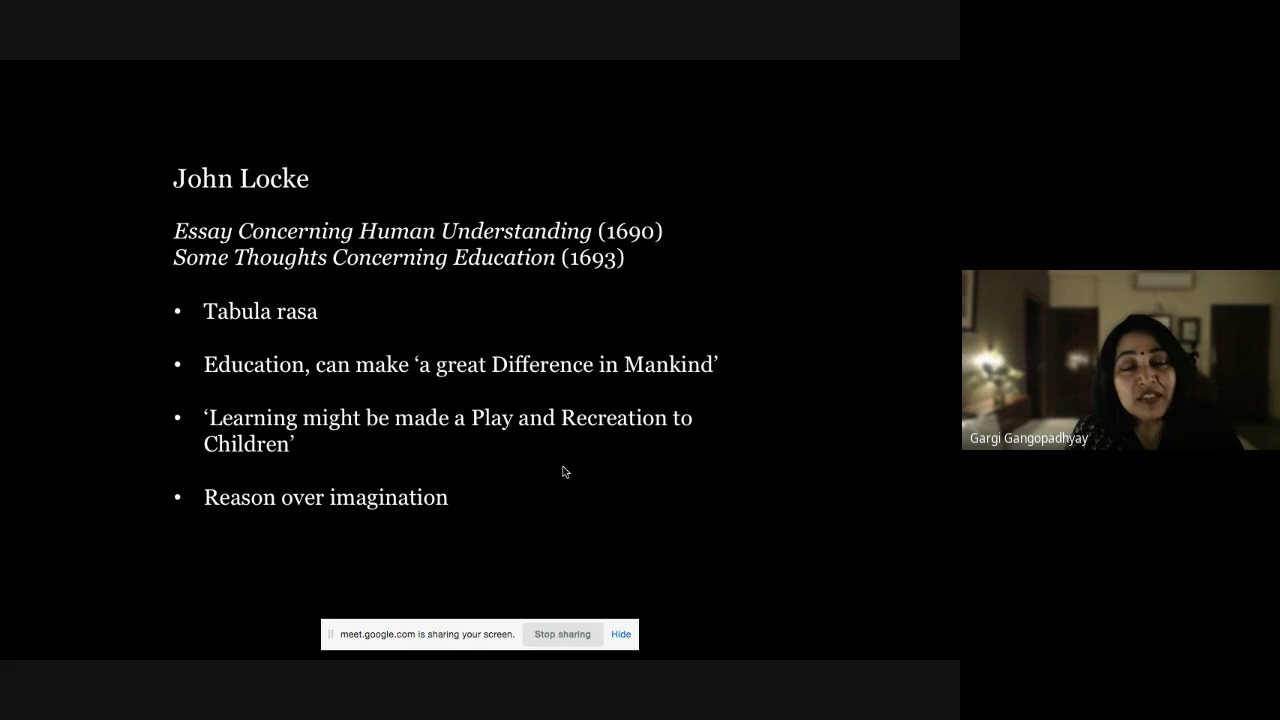 John Locke
Essay Concerning Human Understanding (1690)
Some Thoughts Concerning Education (1693)
• Tabula rasa
• Education, can make ‘a great Difference in Mankind’
• ‘Learning might be made a Play and Recreation to
Children’
• Reason over imagination
Gargi Gangopadhyay
meet.google.com is sharing your screen. Stop sharing Hide